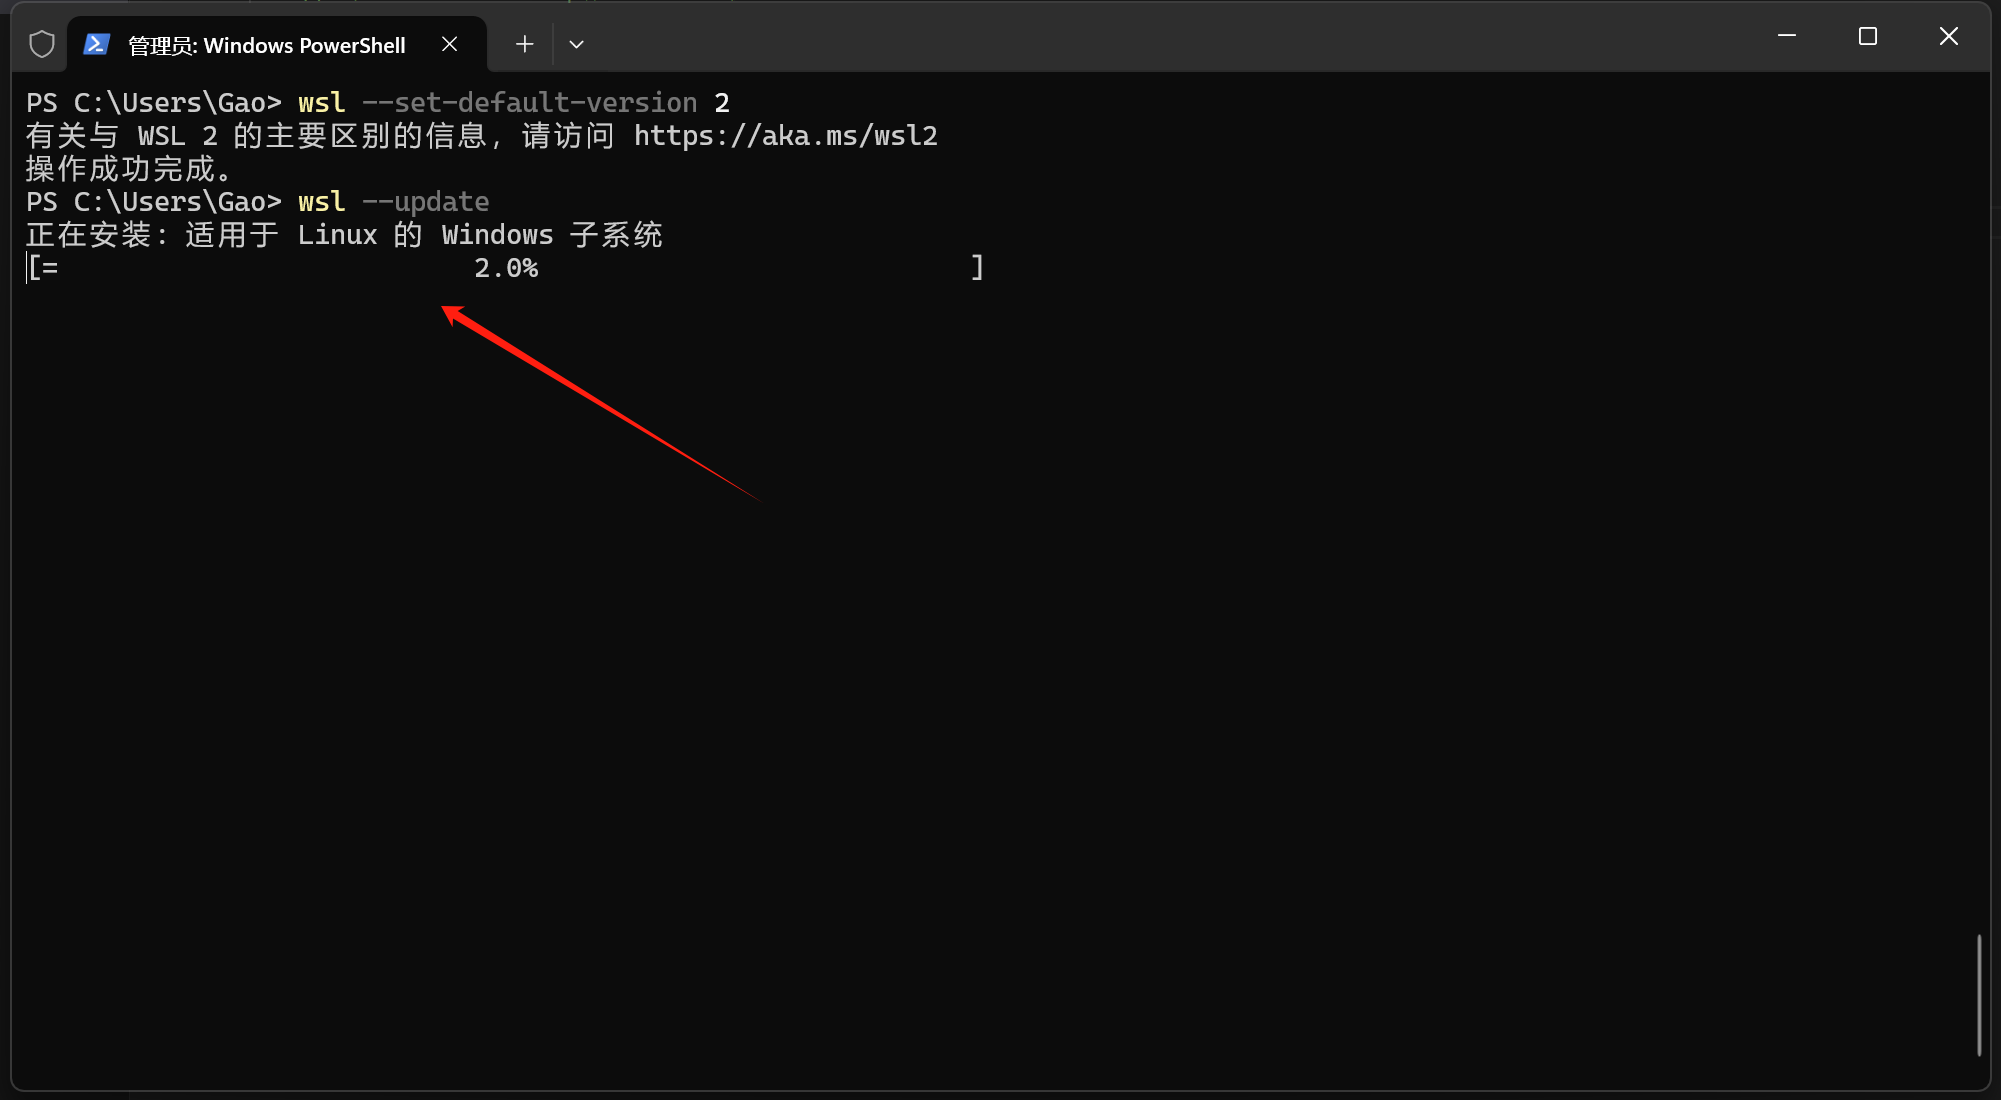 管理员: Windows PowerShell
PS C:\Users\Gao> wsl --set-default-version 2
有关与 WSL 2 的主要区别的信息，请访问 https://aka.ms/wsl2
操作成功完成。
PS C:\Users\Gao> wsl --update
正在安装: 适用于 Linux 的 Windows 子系统
[=                          2.0%                           ]